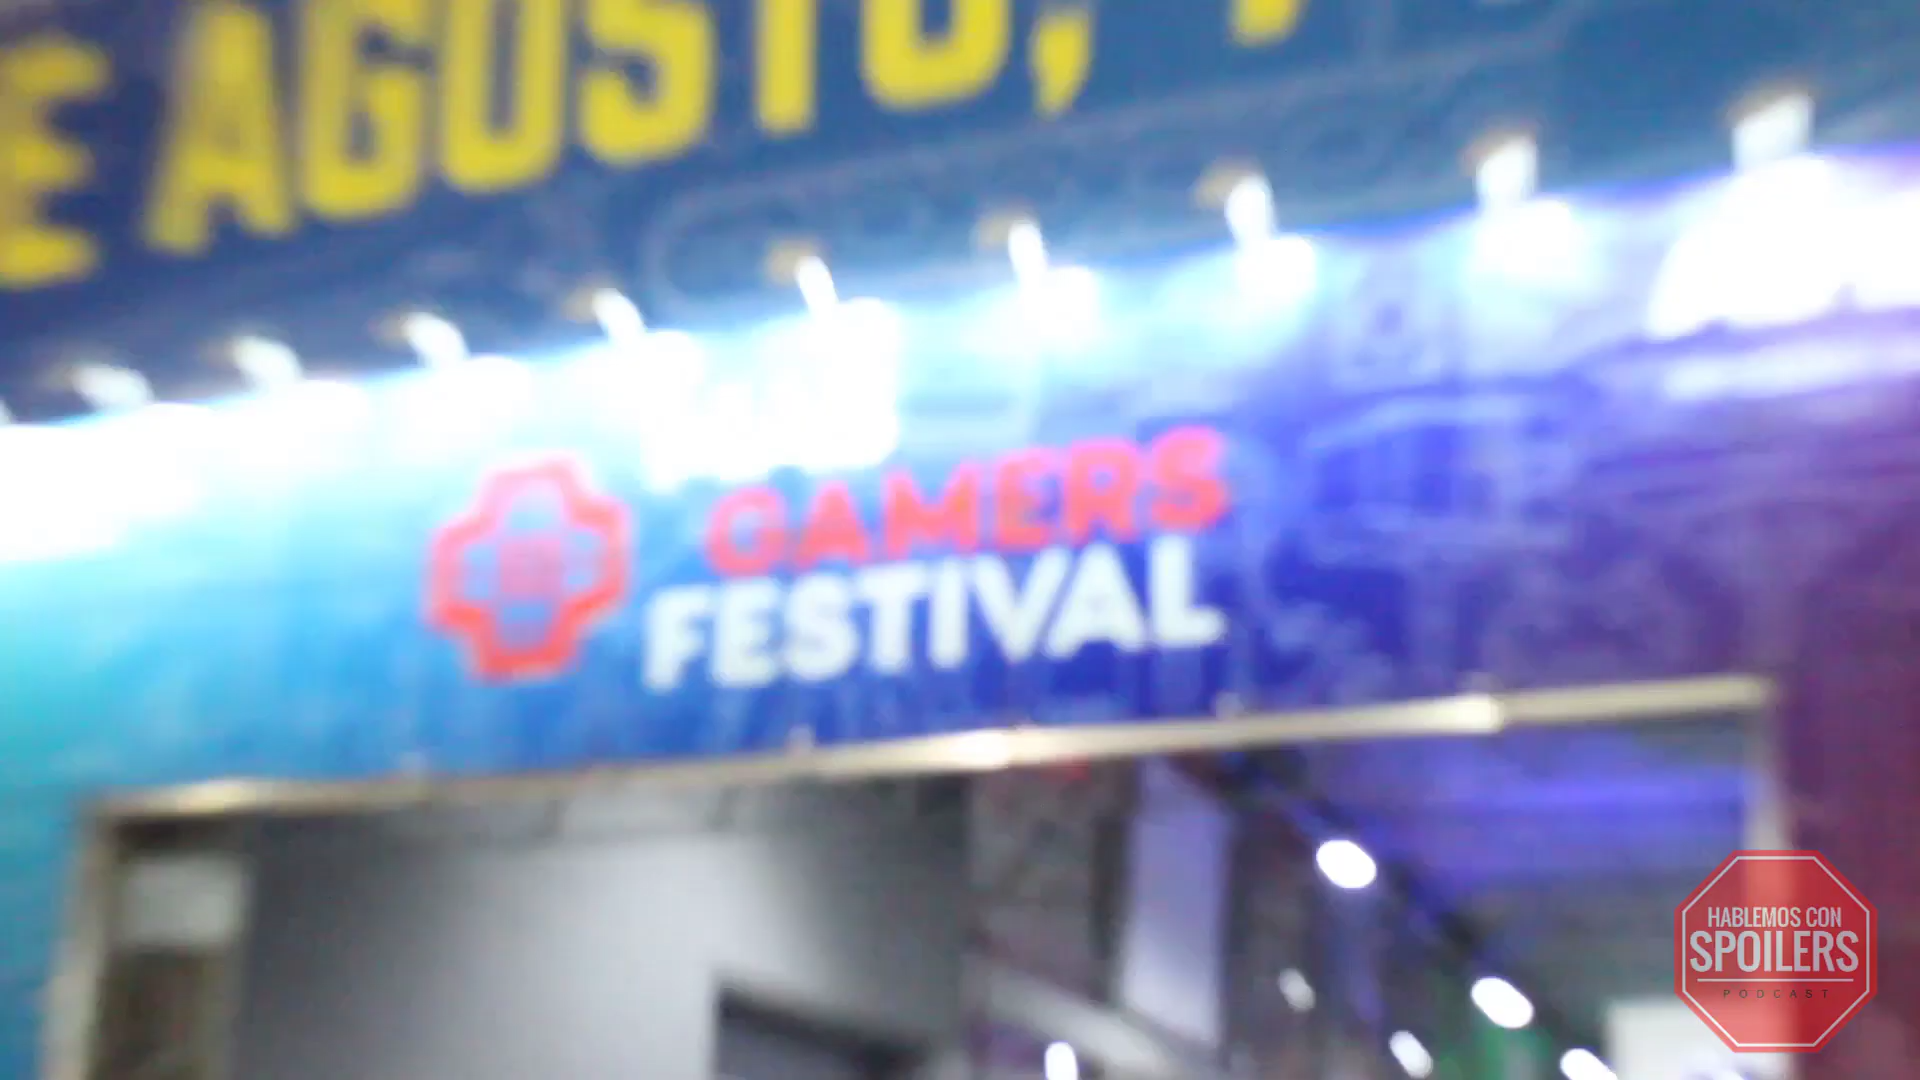 E AGOSTO,
GAMERS
FESTIVAL
HABLEMOS CON
SPOILERS
PODCAST